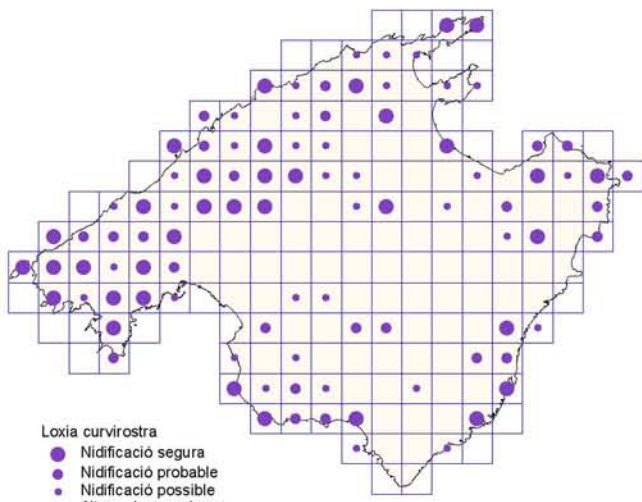 Loxia curvirostra
Nidificació segura
Nidificació probable
Nidificació possible